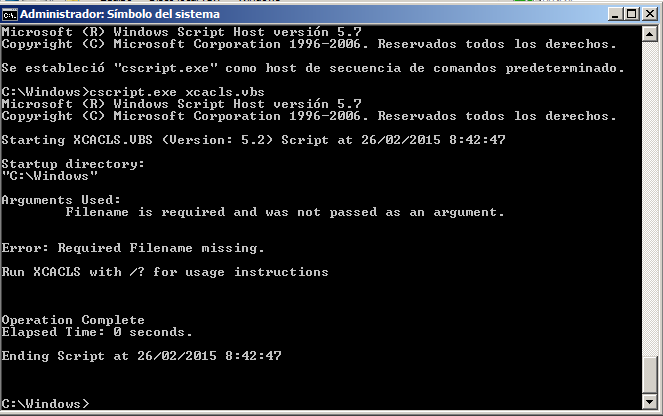 Administrador: Símbolo del sistema
Microsoft (R) Windows Script Host versión 5.7
Copyright (C) Microsoft Corporation 1996-2006. Reservados todos los derechos.
Se estableció "cscript.exe" como host de secuencia de comandos predeterminado.
C:\Windows>cscript.exe xcacls.vbs
Microsoft (R) Windows Script Host versión 5.7
Copyright (C) Microsoft Corporation 1996-2006. Reservados todos los derechos.
Starting XCACLS.VBS (Version: 5.2) Script at 26/02/2015 8:42:47
Startup directory:
"C:\Windows"
Arguments Used:
Filename is required and was not passed as an argument.
Error: Required Filename missing.
Run XCACLS with /? for usage instructions
Operation Complete
Elapsed Time: 0 seconds.
Ending Script at 26/02/2015 8:42:47
C:\Windows>